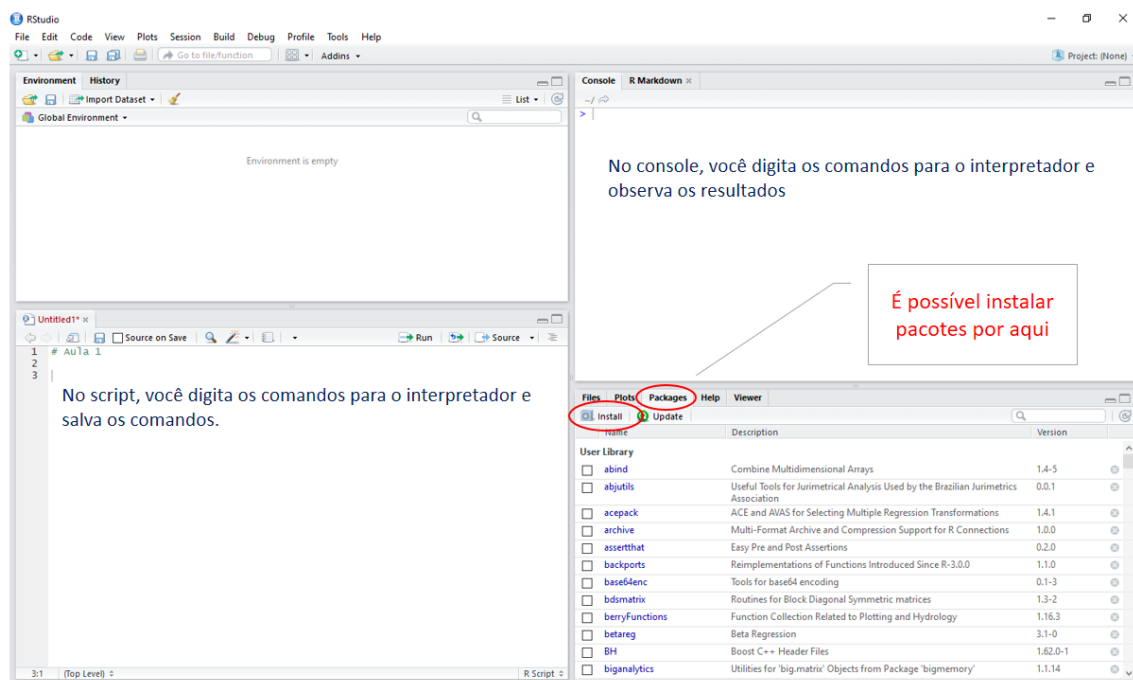 RStudio
File Edit Code View Plots Session Build Debug Profile Tools Help
Go to file/function Addins Project: (None)
Environment History
Import Dataset List
Global Environment
Environment is empty
Console R Markdown ×
~/
>
No console, você digita os comandos para o interpretador e
observa os resultados
É possível instalar
pacotes por aqui
Untitled1* ×
Source on Save Run Source
1 # Aula 1
2
3
No script, você digita os comandos para o interpretador e
salva os comandos.
3:1 (Top Level) R Script
Files Plots Packages Help Viewer
Install Update
Name Description Version
User Library
abind Combine Multidimensional Arrays 1.4-5
abjutils Useful Tools for Jurimetrical Analysis Used by the Brazilian Jurimetrics 0.0.1
Association
acepack ACE and AVAS for Selecting Multiple Regression Transformations 1.4.1
archive Multi-Format Archive and Compression Support for R Connections 1.0.0
assertthat Easy Pre and Post Assertions 0.2.0
backports Reimplementations of Functions Introduced Since R-3.0.0 1.1.0
base64enc Tools for base64 encoding 0.1-3
bdsmatrix Routines for Block Diagonal Symmetric matrices 1.3-2
berryFunctions Function Collection Related to Plotting and Hydrology 1.16.3
betareg Beta Regression 3.1-0
BH Boost C++ Header Files 1.62.0-1
biganalytics Utilities for 'big.matrix' Objects from Package 'bigmemory' 1.1.14